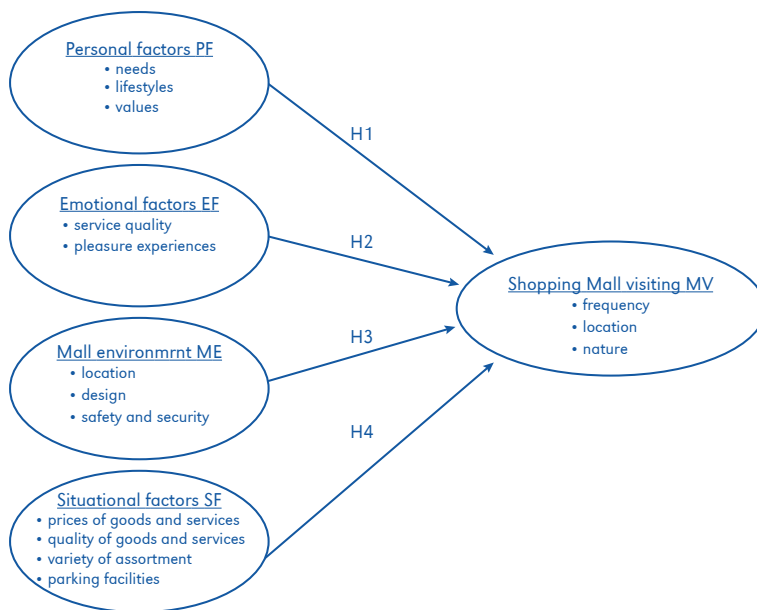 Personal factors PF
• needs
• lifestyles
• values
H1
Emotional factors EF
• service quality
• pleasure experiences
H2
Shopping Mall visiting MV
• frequency
• location
• nature
Mall environmrnt ME
• location
• design
• safety and security
H3
H4
Situational factors SF
• prices of goods and services
• quality of goods and services
• variety of assortment
• parking facilities